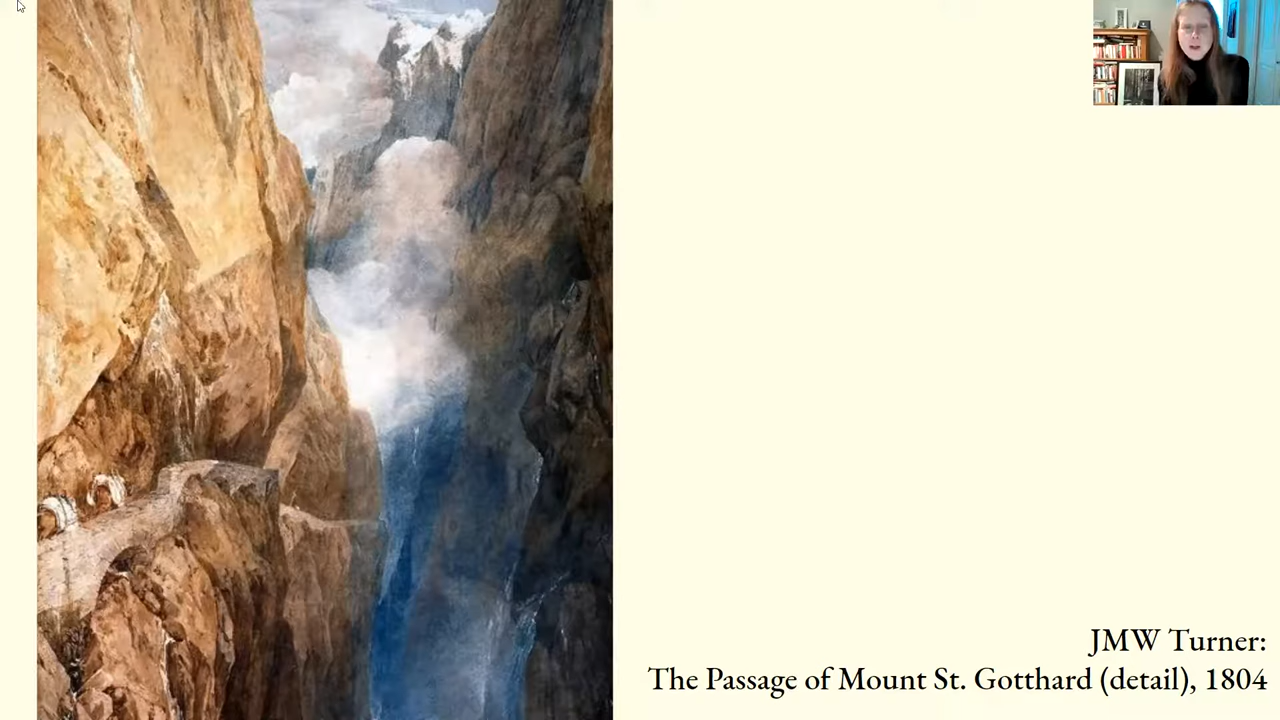 JMW Turner:
The Passage of Mount St. Gotthard (detail), 1804